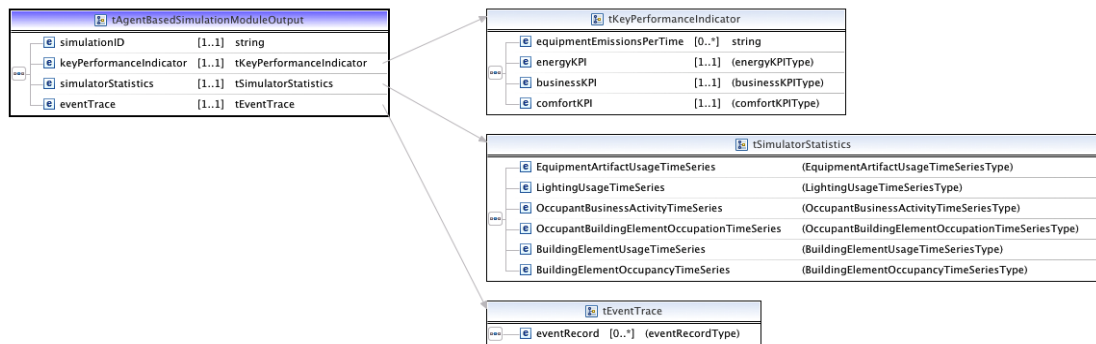 tAgentBasedSimulationModuleOutput
simulationID [1..1] string
keyPerformanceIndicator [1..1] tKeyPerformanceIndicator
simulatorStatistics [1..1] tSimulatorStatistics
eventTrace [1..1] tEventTrace
tKeyPerformanceIndicator
equipmentEmissionsPerTime [0..*] string
energyKPI [1..1] (energyKPIType)
businessKPI [1..1] (businessKPIType)
comfortKPI [1..1] (comfortKPIType)
tSimulatorStatistics
EquipmentArtifactUsageTimeSeries (EquipmentArtifactUsageTimeSeriesType)
LightingUsageTimeSeries (LightingUsageTimeSeriesType)
OccupantBusinessActivityTimeSeries (OccupantBusinessActivityTimeSeriesType)
OccupantBuildingElementOccupationTimeSeries (OccupantBuildingElementOccupationTimeSeriesType)
BuildingElementUsageTimeSeries (BuildingElementUsageTimeSeriesType)
BuildingElementOccupancyTimeSeries (BuildingElementOccupancyTimeSeriesType)
tEventTrace
eventRecord [0..*] (eventRecordType)